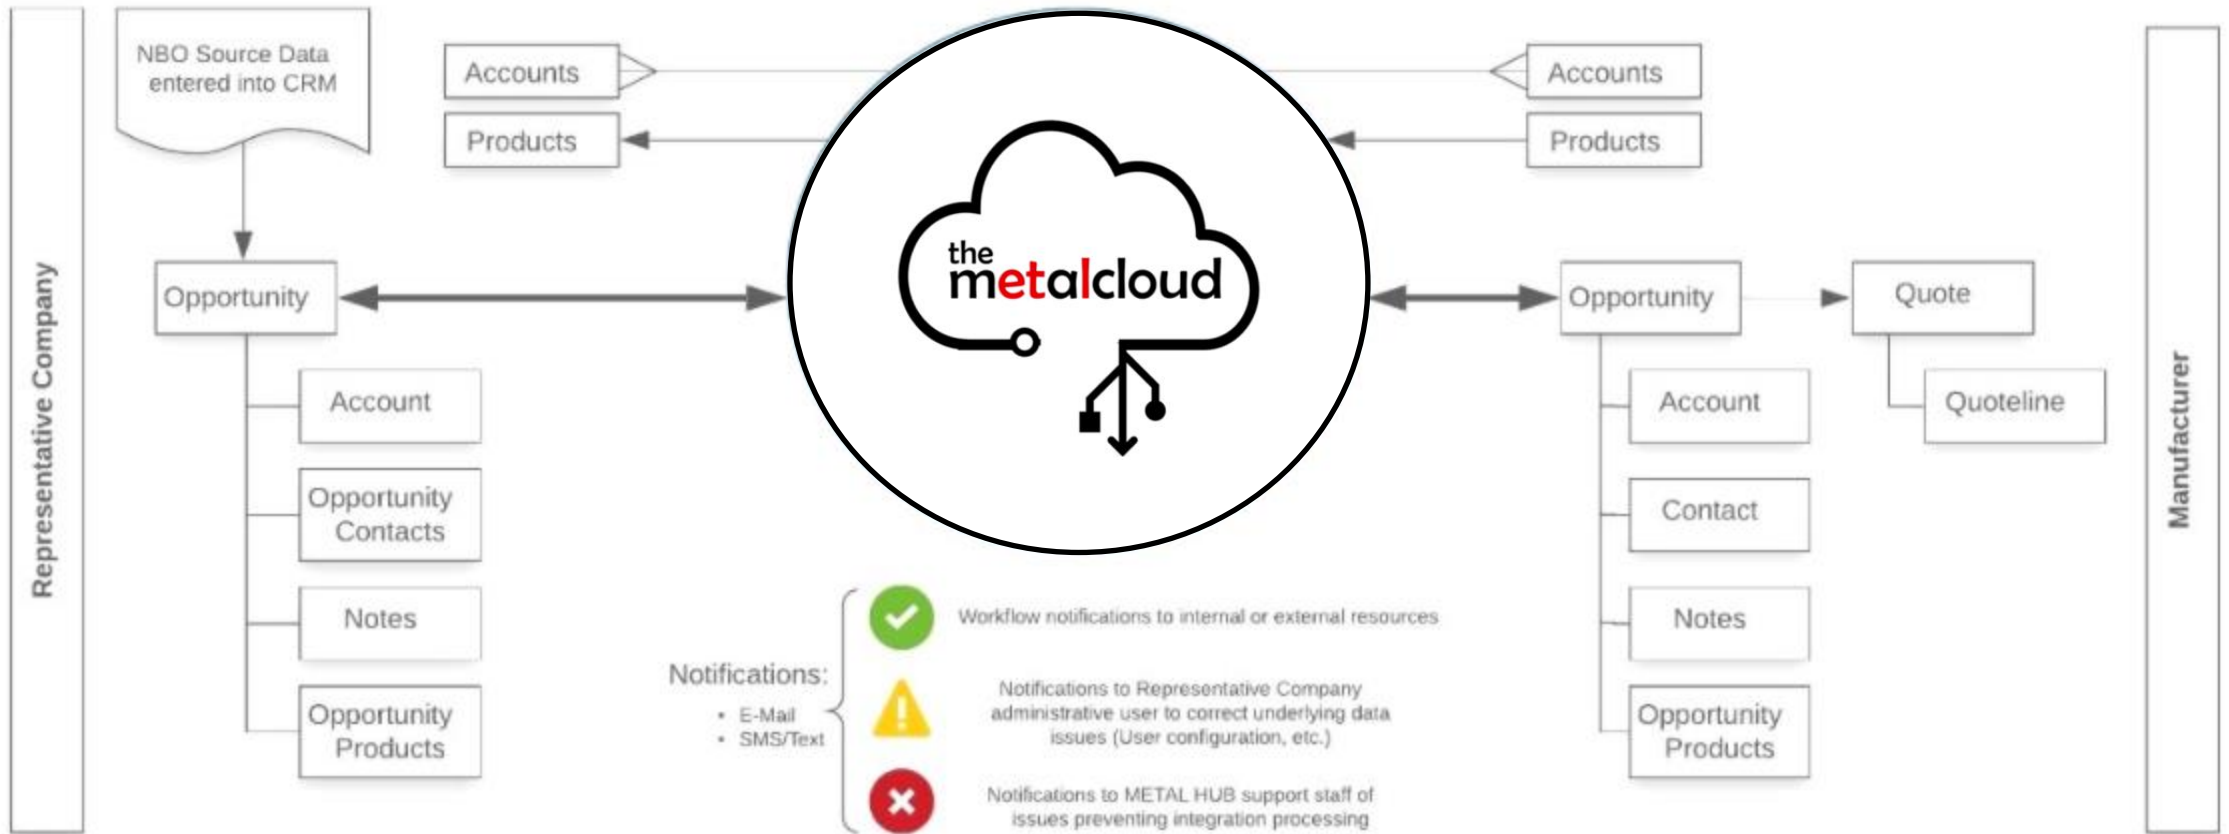 Representative Company
NBO Source Data
entered into CRM
Accounts
Products
Opportunity
Account
Opportunity
Contacts
Notes
Opportunity
Products
the
metalcloud
Notifications:
• E-Mail
• SMS/Text
Workflow notifications to internal or external resources
Notifications to Representative Company
administrative user to correct underlying data
issues (User configuration, etc.)
Notifications to METAL HUB support staff of
issues preventing integration processing
Accounts
Products
Opportunity
Account
Contact
Notes
Opportunity
Products
Quote
Quoteline
Manufacturer